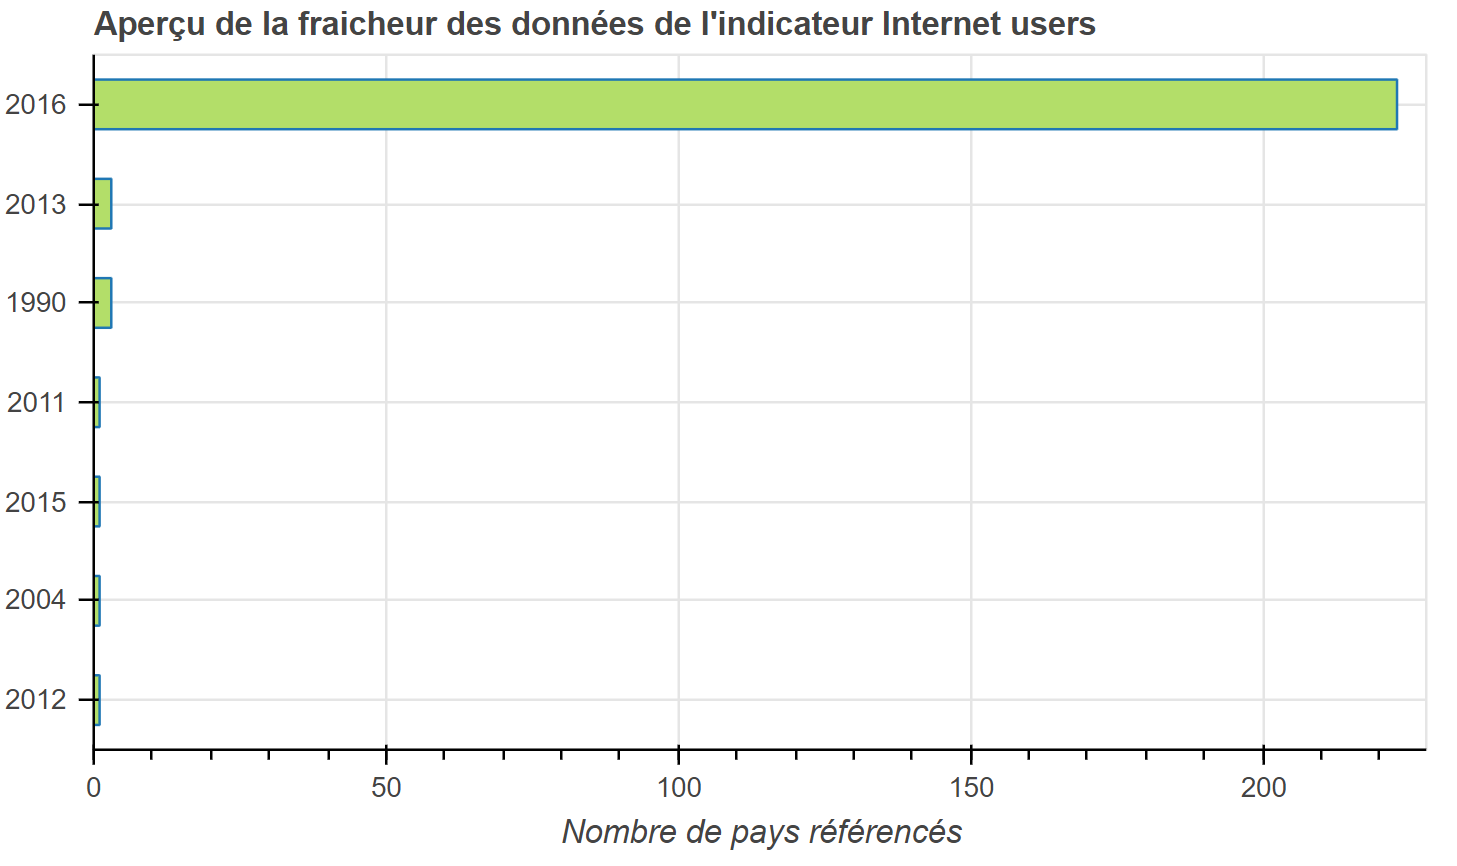 Aperçu de la fraicheur des données de l'indicateur Internet users
2016
2013
1990
2011
2015
2004
2012
0 50 100 150 200
Nombre de pays référencés